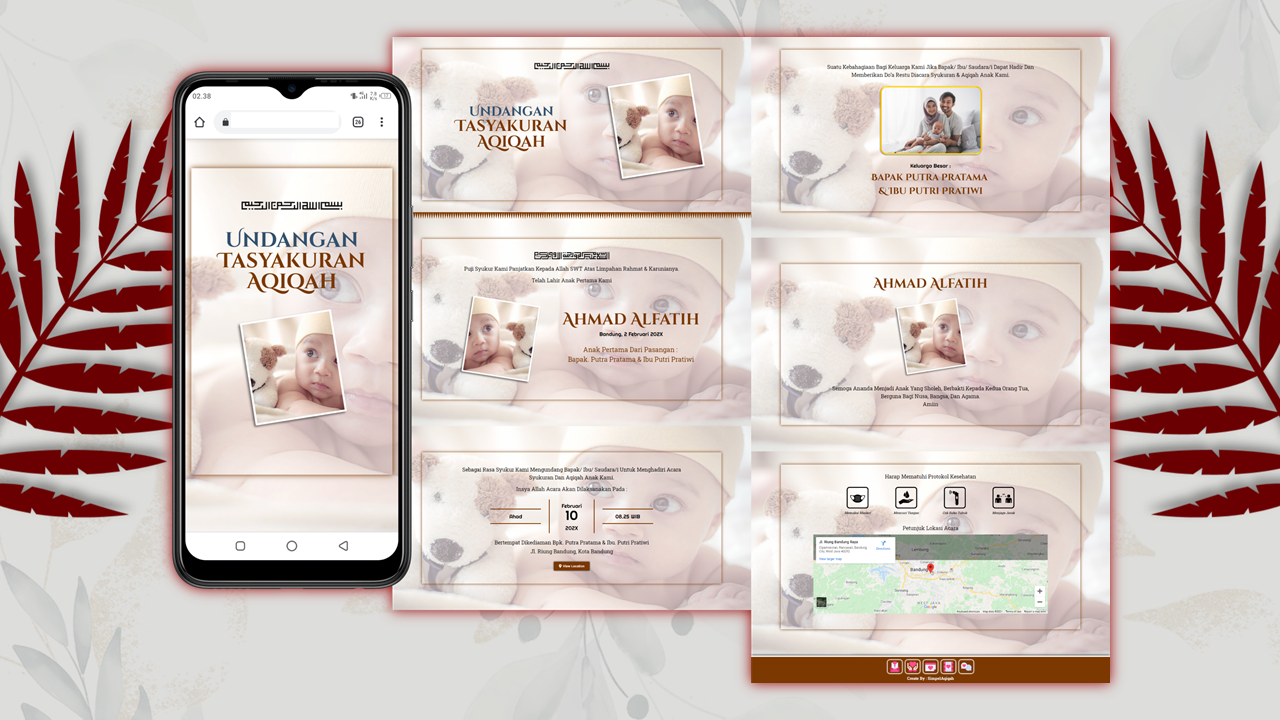 02.38
26
بسم الله الرحمن الرحيم
UNDANGAN
TASYAKURAN
AQIQAH
بسم الله الرحمن الرحيم
UNDANGAN
TASYAKURAN
AQIQAH
Puji Syukur Kami Panjatkan Kepada Allah SWT Atas Limpahan Rahmat & Karunianya.
Telah Lahir Anak Pertama Kami
AHMAD ALFATIH
Bandung, 2 Februari 202X
Anak Pertama Dari Pasangan :
Bapak. Putra Pratama & Ibu Putri Pratiwi
Sebagai Rasa Syukur Kami Mengundang Bapak/ Ibu/ Saudara/i Untuk Menghadiri Acara
Syukuran Dan Aqiqah Anak Kami.
Insya Allah Acara Akan Dilaksanakan Pada :
Ahad
Februari
10
202X
08.25 WIB
Bertempat Dikediaman Bpk. Putra Pratama & Ibu. Putri Pratiwi
Jl. Riung Bandung, Kota Bandung
View Location
Suatu Kebahagiaan Bagi Keluarga Kami Jika Bapak/ Ibu/ Saudara/i Dapat Hadir Dan
Memberikan Do'a Restu Diacara Syukuran & Aqiqah Anak Kami.
Keluarga Besar :
BAPAK PUTRA PRATAMA
& IBU PUTRI PRATIWI
AHMAD ALFATIH
Semoga Ananda Menjadi Anak Yang Sholeh, Berbakti Kepada Kedua Orang Tua,
Berguna Bagi Nusa, Bangsa, Dan Agama.
Amiin
Harap Mematuhi Protokol Kesehatan
Memakai Masker
Mencuci Tangan
Cek Suhu Tubuh
Menjaga Jarak
Petunjuk Lokasi Acara
Jl. Riung Bandung Raya
Directions
View larger map
Bandung
WEST JAVA
Create By : SimpelAqiqah